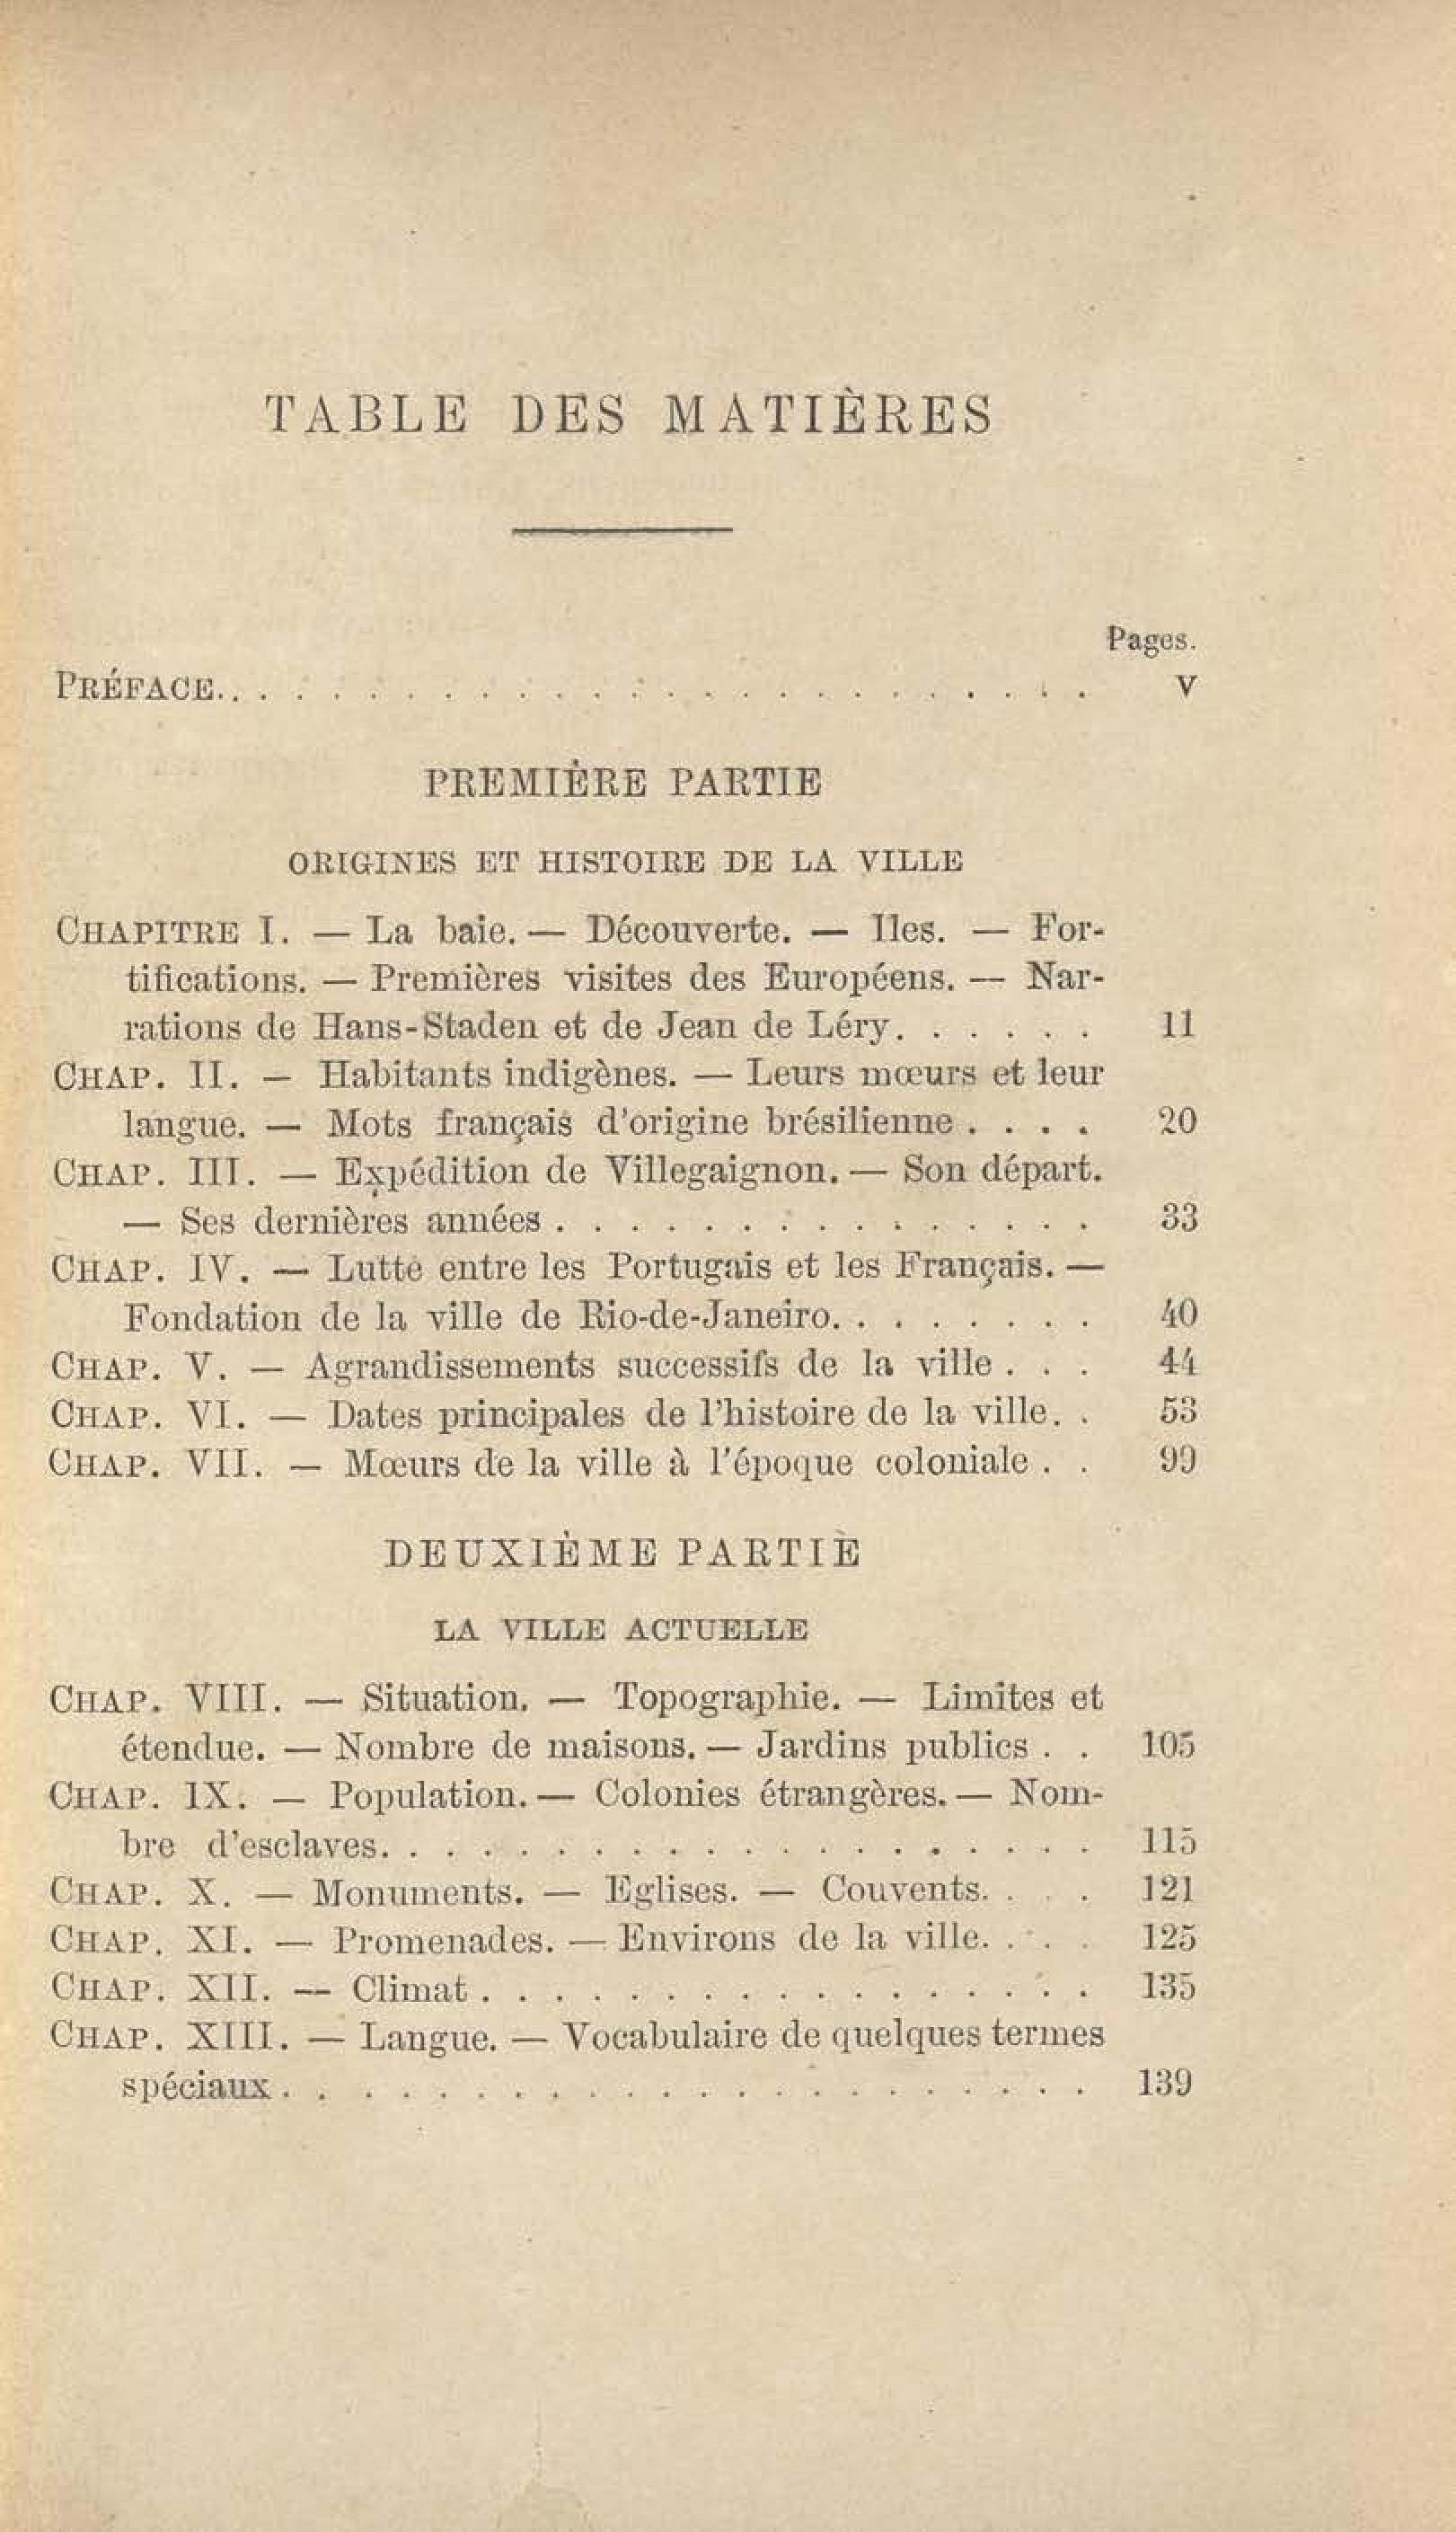 TABLE DES MATIÈRES
Pages.
PRÉFACE.. . . . . . . . . . . . . . . . . . . . . . . . V
PREMIÈRE PARTIE
ORIGINES ET HISTOIRE DE LA VILLE
CHAPITRE I. — La baie. — Découverte. — Iles. — For-
tifications. — Premières visites des Européens. — Nar-
rations de Hans-Staden et de Jean de Léry. . . . . . 11
CHAP. II. — Habitants indigènes. — Leurs mœurs et leur
langue. — Mots français d'origine brésilienne . . . . 20
CHAP. III. — Expédition de Villegaignon. — Son départ.
— Ses dernières années . . . . . . . . . . . . . . . 33
CHAP. IV. — Lutte entre les Portugais et les Français. —
Fondation de la ville de Rio-de-Janeiro. . . . . . . . 40
CHAP. V. — Agrandissements successifs de la ville . . . 44
CHAP. VI. — Dates principales de l'histoire de la ville. . 53
CHAP. VII. — Mœurs de la ville à l'époque coloniale . . 99
DEUXIÈME PARTIE
LA VILLE ACTUELLE
CHAP. VIII. — Situation. — Topographie. — Limites et
étendue. — Nombre de maisons. — Jardins publics . . 105
CHAP. IX. — Population. — Colonies étrangères. — Nom-
bre d'esclaves. . . . . . . . . . . . . . . . . . . . 115
CHAP. X. — Monuments. — Eglises. — Couvents. . . . 121
CHAP. XI. — Promenades. — Environs de la ville. . . . 125
CHAP. XII. — Climat . . . . . . . . . . . . . . . . . 135
CHAP. XIII. — Langue. — Vocabulaire de quelques termes
spéciaux . . . . . . . . . . . . . . . . . . . . . . 139